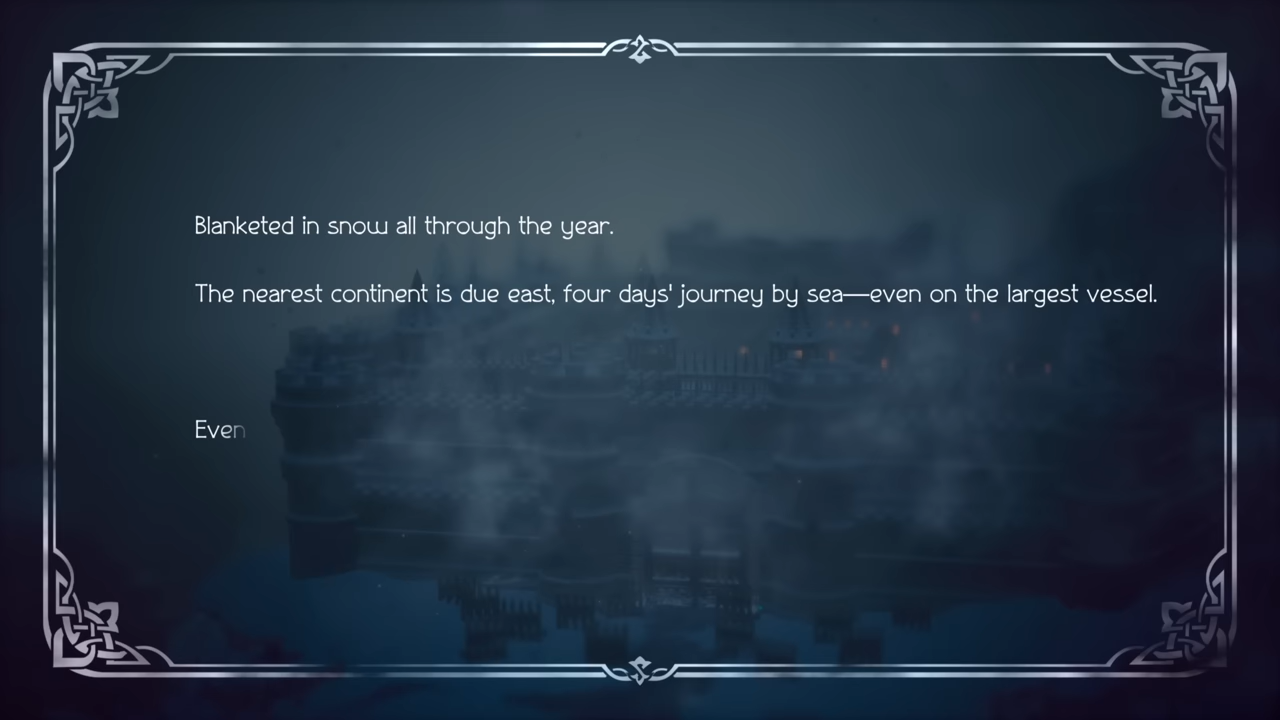 Blanketed in snow all through the year.
The nearest continent is due east, four days' journey by sea—even on the largest vessel.
Even